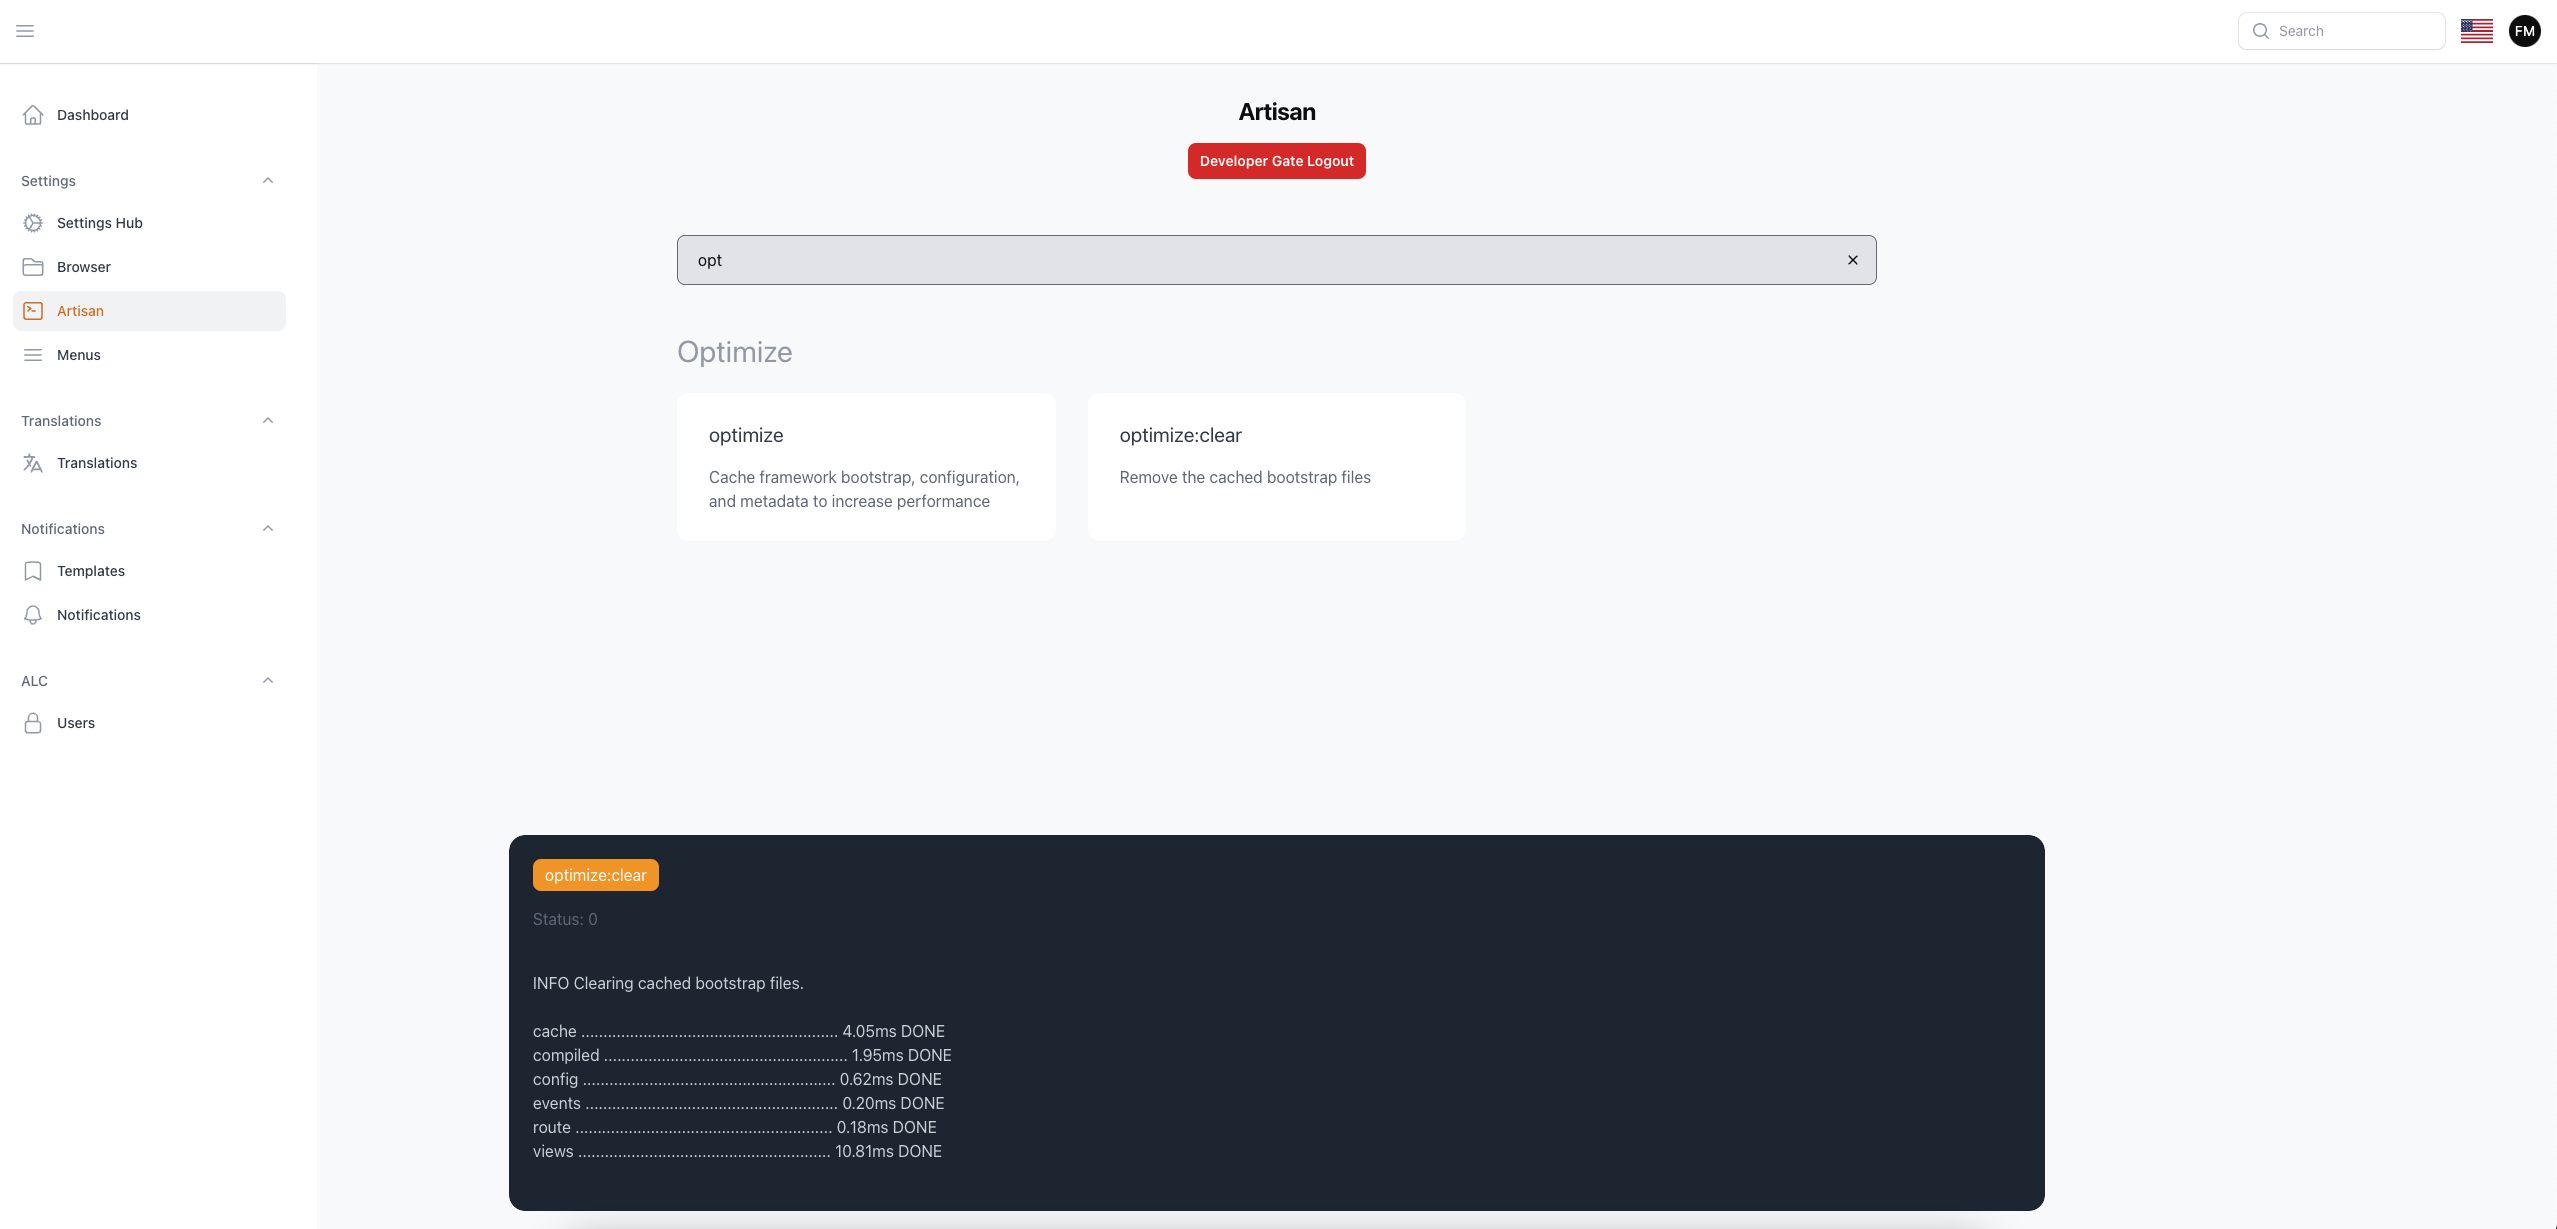 Search
FM
Dashboard
Settings
Settings Hub
Browser
Artisan
Menus
Translations
Translations
Notifications
Templates
Notifications
ALC
Users
Artisan
Developer Gate Logout
opt
Optimize
optimize
Cache framework bootstrap, configuration,
and metadata to increase performance
optimize:clear
Remove the cached bootstrap files
optimize:clear
Status: 0
INFO Clearing cached bootstrap files.
cache .......................................................... 4.05ms DONE
compiled ....................................................... 1.95ms DONE
config ......................................................... 0.62ms DONE
events ......................................................... 0.20ms DONE
route .......................................................... 0.18ms DONE
views ......................................................... 10.81ms DONE